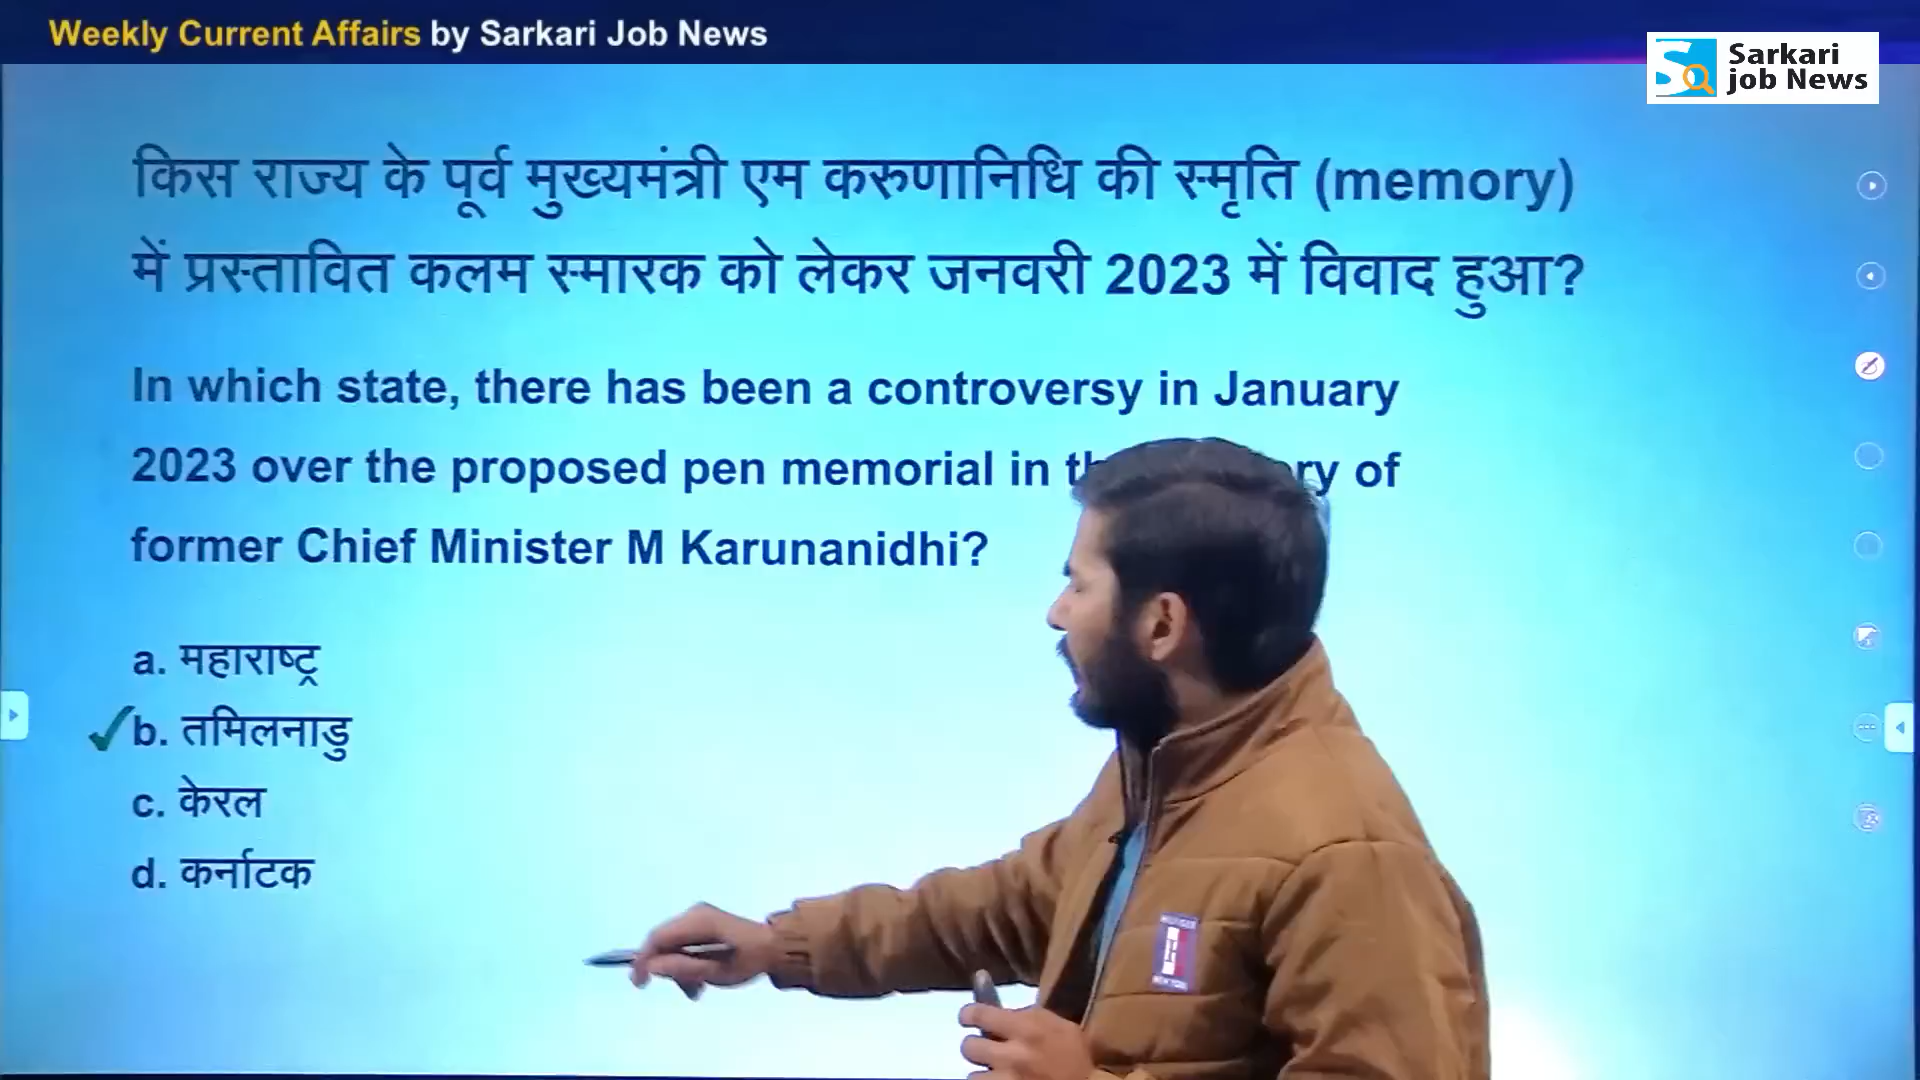 Weekly Current Affairs by Sarkari Job News
Sarkari
job News
किस राज्य के पूर्व मुख्यमंत्री एम करुणानिधि की स्मृति (memory)
में प्रस्तावित कलम स्मारक को लेकर जनवरी 2023 में विवाद हुआ?
In which state, there has been a controversy in January
2023 over the proposed pen memorial in of
former Chief Minister M Karunanidhi?
a. महाराष्ट्र
b. तमिलनाडु
c. केरल
d. कर्नाटक